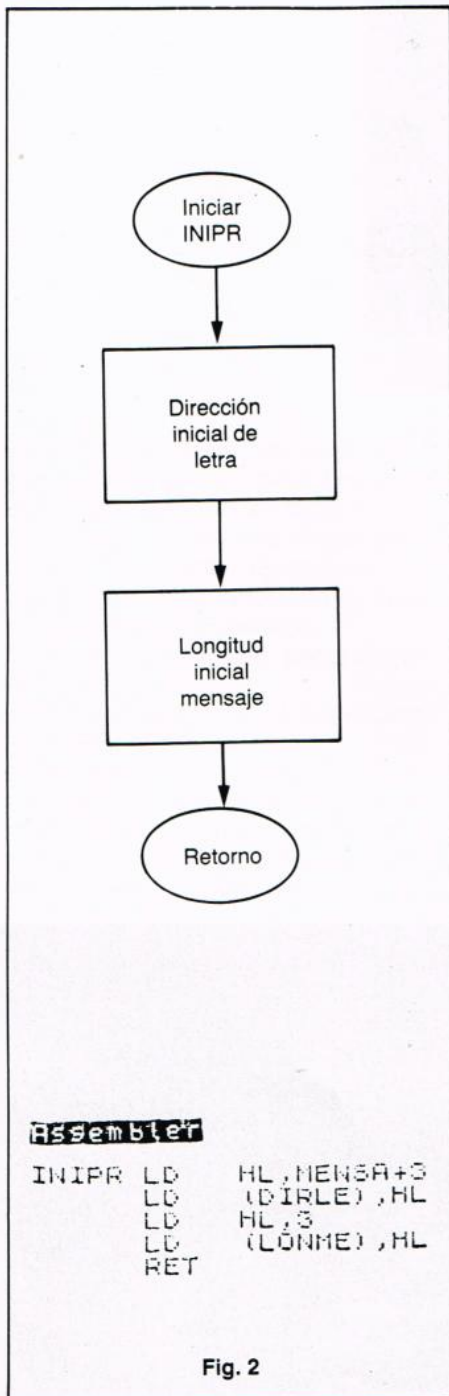 Iniciar
INIPR
Dirección
inicial de
letra
Longitud
inicial
mensaje
Retorno
Assembler
INIPR LD HL,MENSA+3
LD (DIRLE),HL
LD HL,3
LD (LONME),HL
RET
Fig. 2